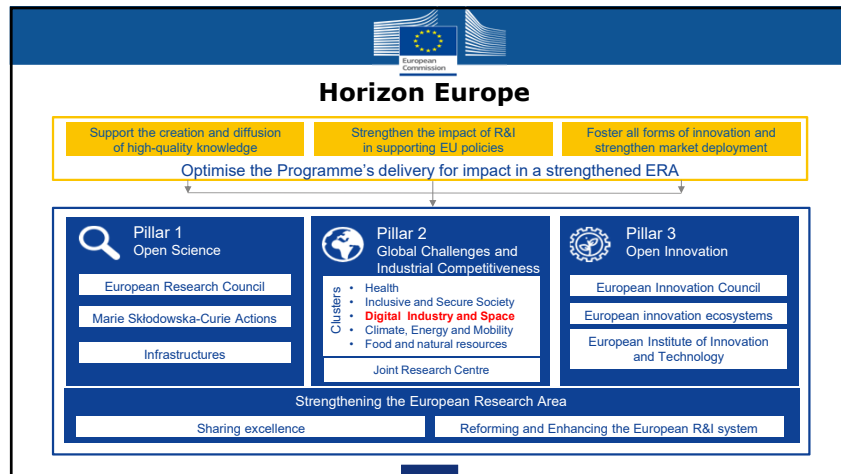 European
Commission
Horizon Europe
Support the creation and diffusion
of high-quality knowledge
Strengthen the impact of R&I
in supporting EU policies
Foster all forms of innovation and
strengthen market deployment
Optimise the Programme's delivery for impact in a strengthened ERA
Pillar 1
Open Science
European Research Council
Marie Skłodowska-Curie Actions
Infrastructures
Pillar 2
Global Challenges and
Industrial Competitiveness
Clusters
• Health
• Inclusive and Secure Society
• Digital Industry and Space
• Climate, Energy and Mobility
• Food and natural resources
Joint Research Centre
Pillar 3
Open Innovation
European Innovation Council
European innovation ecosystems
European Institute of Innovation
and Technology
Strengthening the European Research Area
Sharing excellence
Reforming and Enhancing the European R&I system